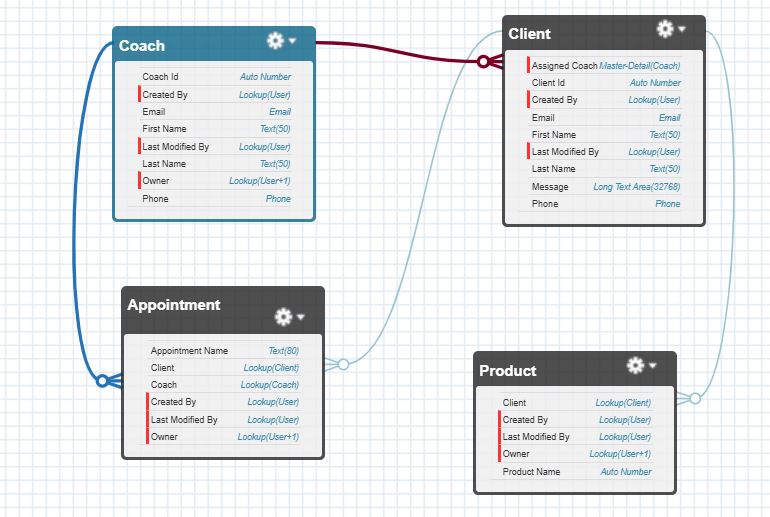 Coach
Coach Id Auto Number
Created By Lookup(User)
Email Email
First Name Text(50)
Last Modified By Lookup(User)
Last Name Text(50)
Owner Lookup(User+1)
Phone Phone
Client
Assigned Coach Master-Detail(Coach)
Client Id Auto Number
Created By Lookup(User)
Email Email
First Name Text(50)
Last Modified By Lookup(User)
Last Name Text(50)
Message Long Text Area(32768)
Phone Phone
Appointment
Appointment Name Text(80)
Client Lookup(Client)
Coach Lookup(Coach)
Created By Lookup(User)
Last Modified By Lookup(User)
Owner Lookup(User+1)
Product
Client Lookup(Client)
Created By Lookup(User)
Last Modified By Lookup(User)
Owner Lookup(User+1)
Product Name Auto Number